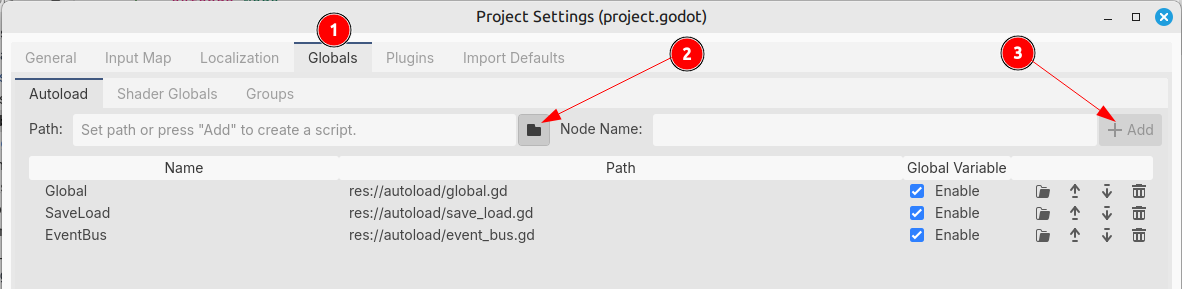 Project Settings (project.godot)
1 2 3
General Input Map Localization Globals Plugins Import Defaults
Autoload Shader Globals Groups
Path: Set path or press "Add" to create a script. Node Name: Add
Name Path Global Variable
Global res://autoload/global.gd Enable
SaveLoad res://autoload/save_load.gd Enable
EventBus res://autoload/event_bus.gd Enable